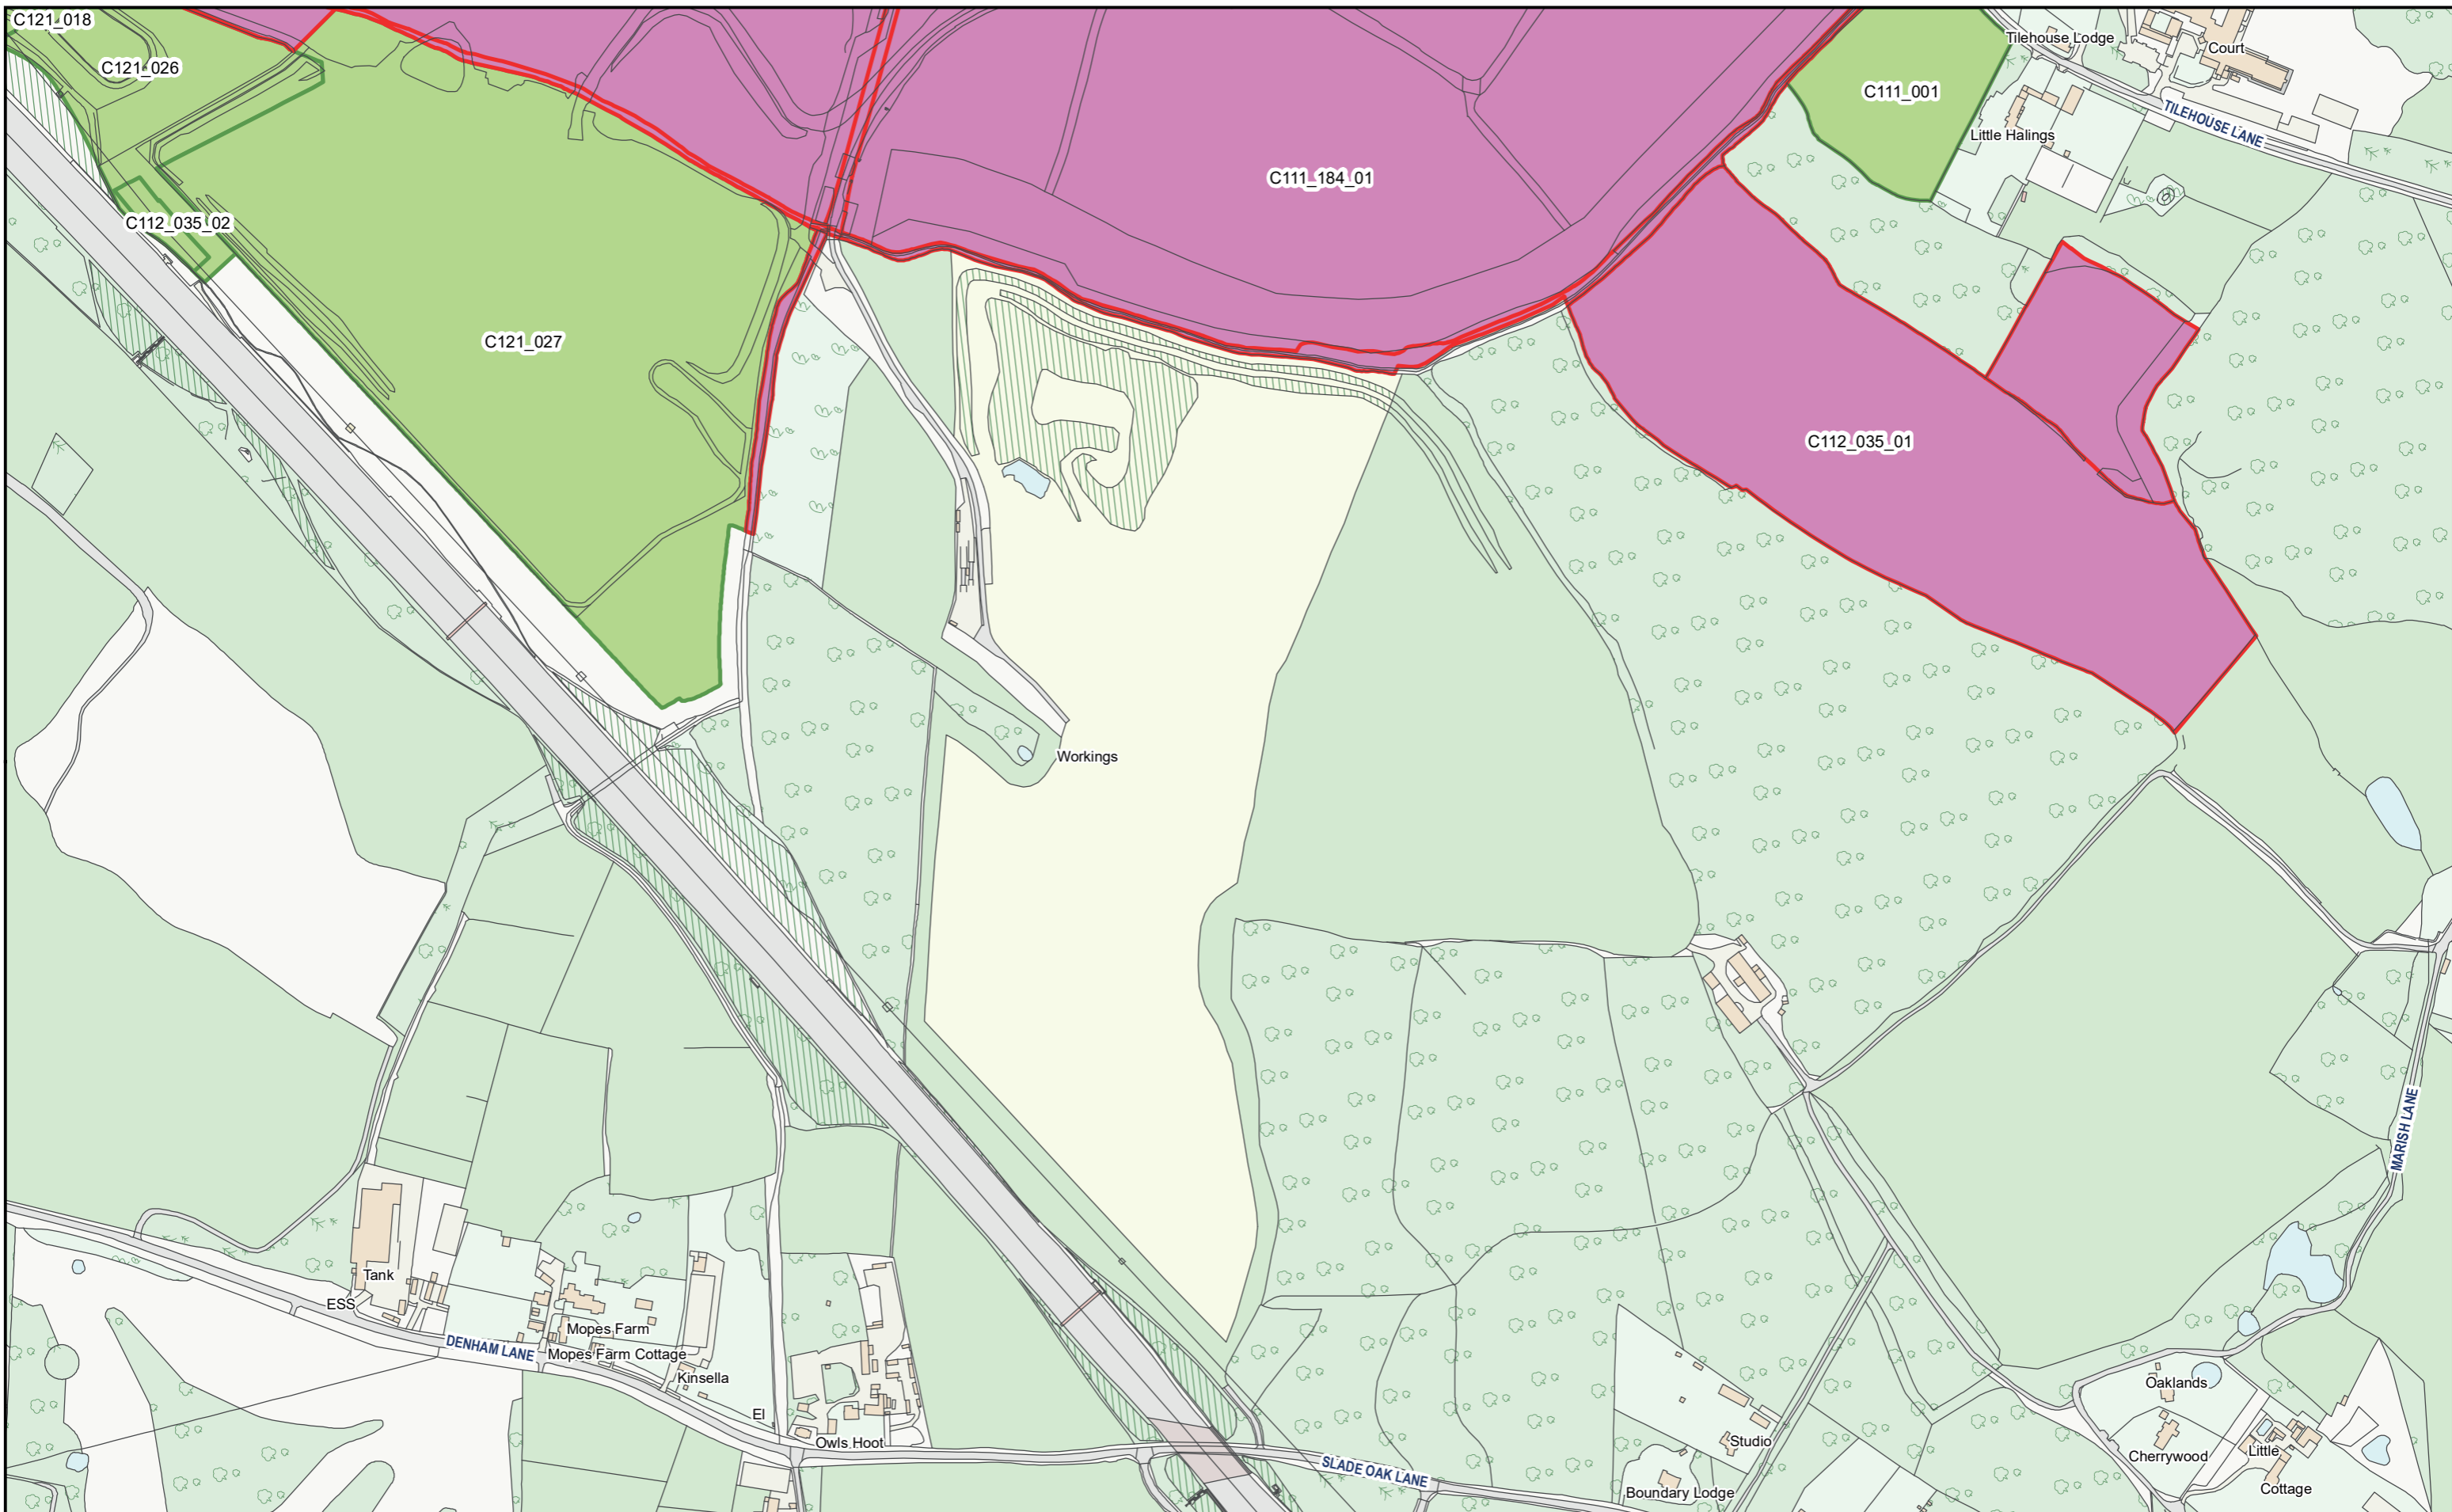 C121_018
Tilehouse Lodge
Court
C121_026
C111_001
TILEHOUSE LANE
Little Halings
C111_184_01
C112_035_02
C121_027
C112_035_01
Workings
MARISH LANE
Tank
ESS
Mopes Farm
DENHAM LANE
Mopes Farm Cottage
Kinsella
Oaklands
El
Owls Hoot
Studio
Little
Cherrywood
SLADE OAK LANE
Cottage
Boundary Lodge